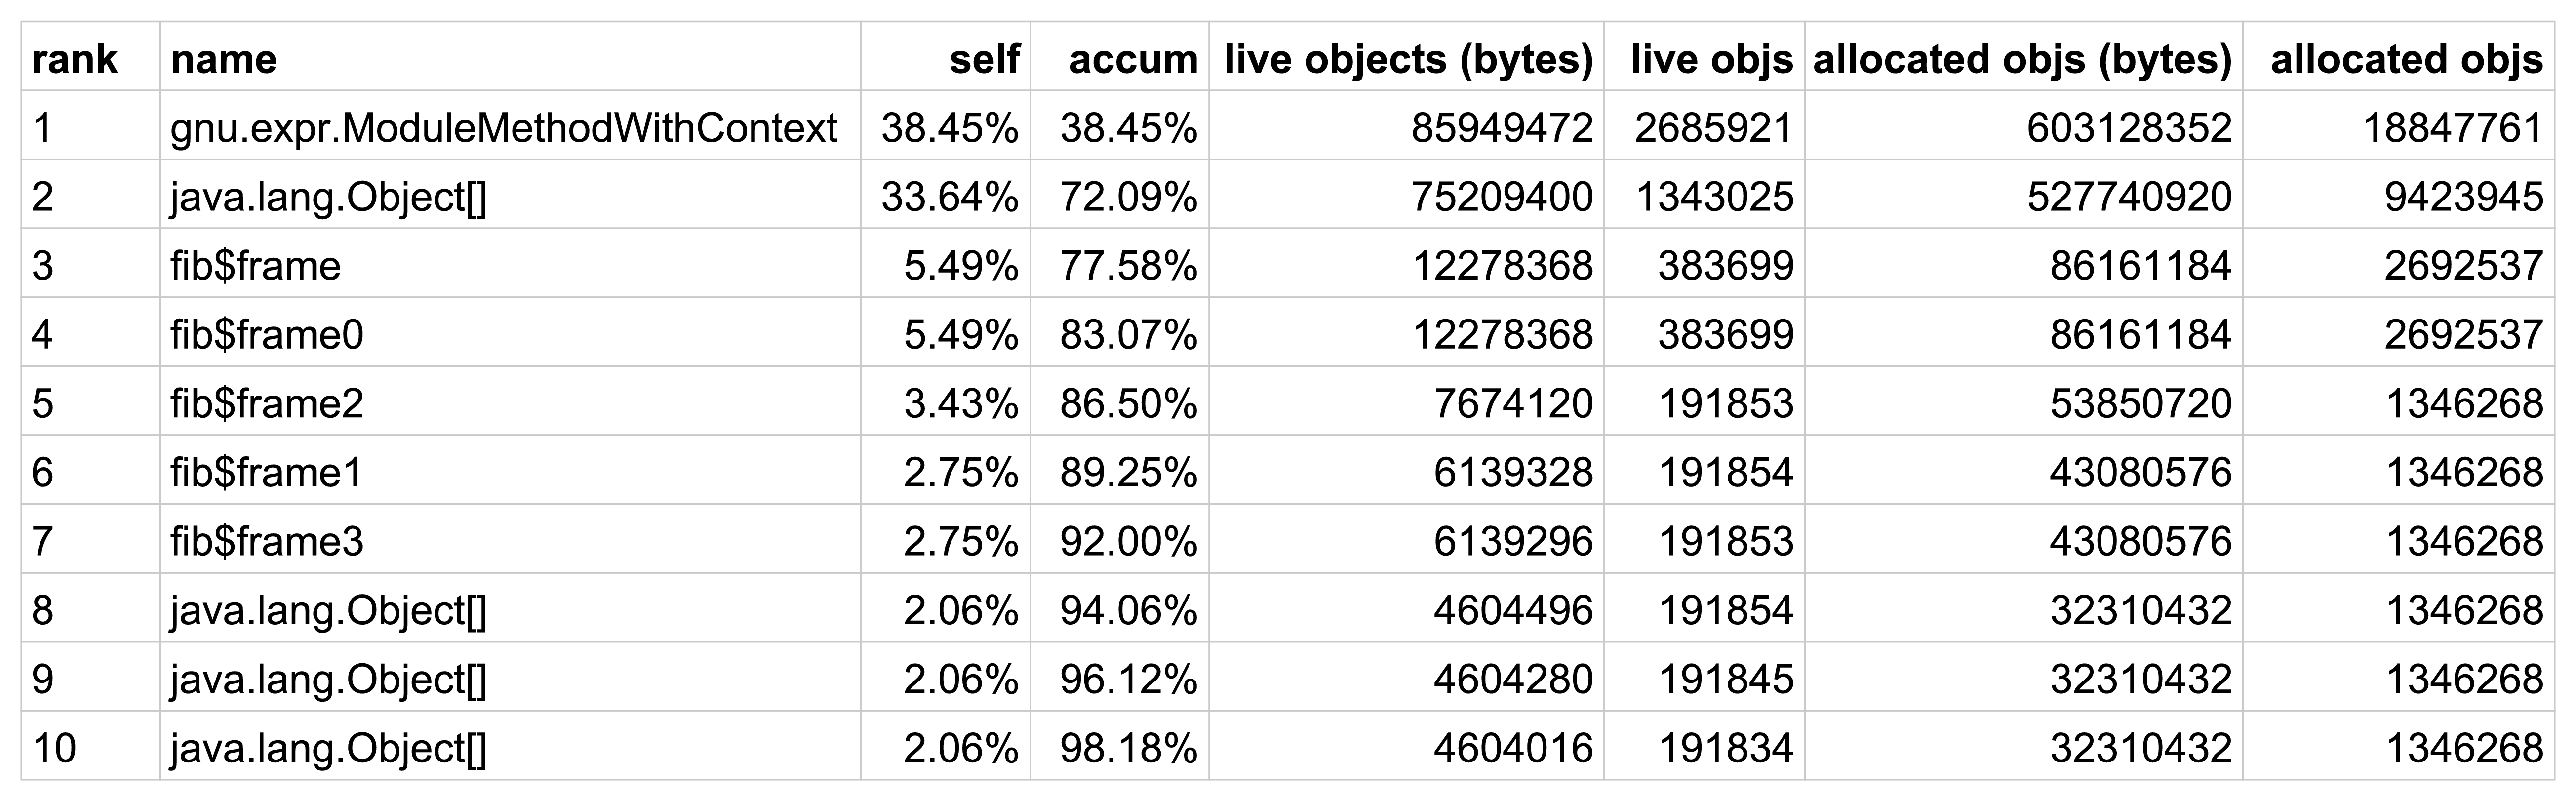 rank name self accum live objects (bytes) live objs allocated objs (bytes) allocated objs
1 gnu.expr.ModuleMethodWithContext 38.45% 38.45% 85949472 2685921 603128352 18847761
2 java.lang.Object[] 33.64% 72.09% 75209400 1343025 527740920 9423945
3 fib$frame 5.49% 77.58% 12278368 383699 86161184 2692537
4 fib$frame0 5.49% 83.07% 12278368 383699 86161184 2692537
5 fib$frame2 3.43% 86.50% 7674120 191853 53850720 1346268
6 fib$frame1 2.75% 89.25% 6139328 191854 43080576 1346268
7 fib$frame3 2.75% 92.00% 6139296 191853 43080576 1346268
8 java.lang.Object[] 2.06% 94.06% 4604496 191854 32310432 1346268
9 java.lang.Object[] 2.06% 96.12% 4604280 191845 32310432 1346268
10 java.lang.Object[] 2.06% 98.18% 4604016 191834 32310432 1346268